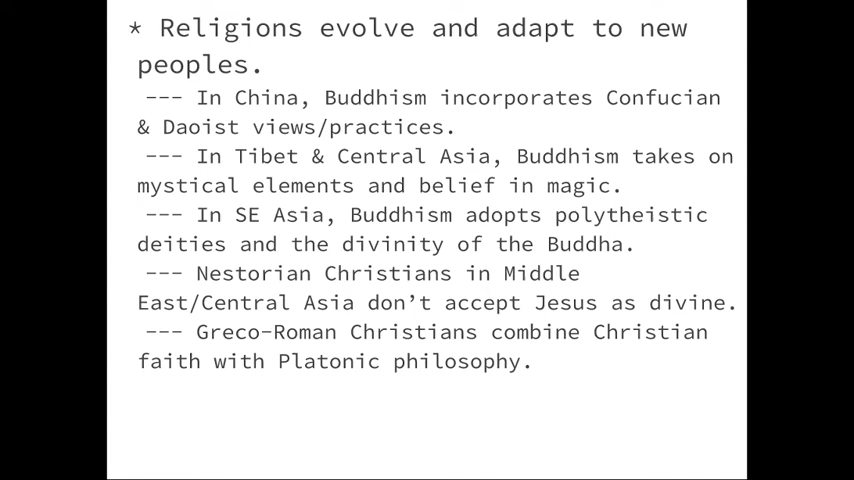 * Religions evolve and adapt to new
peoples.
--- In China, Buddhism incorporates Confucian
& Daoist views/practices.
--- In Tibet & Central Asia, Buddhism takes on
mystical elements and belief in magic.
--- In SE Asia, Buddhism adopts polytheistic
deities and the divinity of the Buddha.
--- Nestorian Christians in Middle
East/Central Asia don’t accept Jesus as divine.
--- Greco-Roman Christians combine Christian
faith with Platonic philosophy.